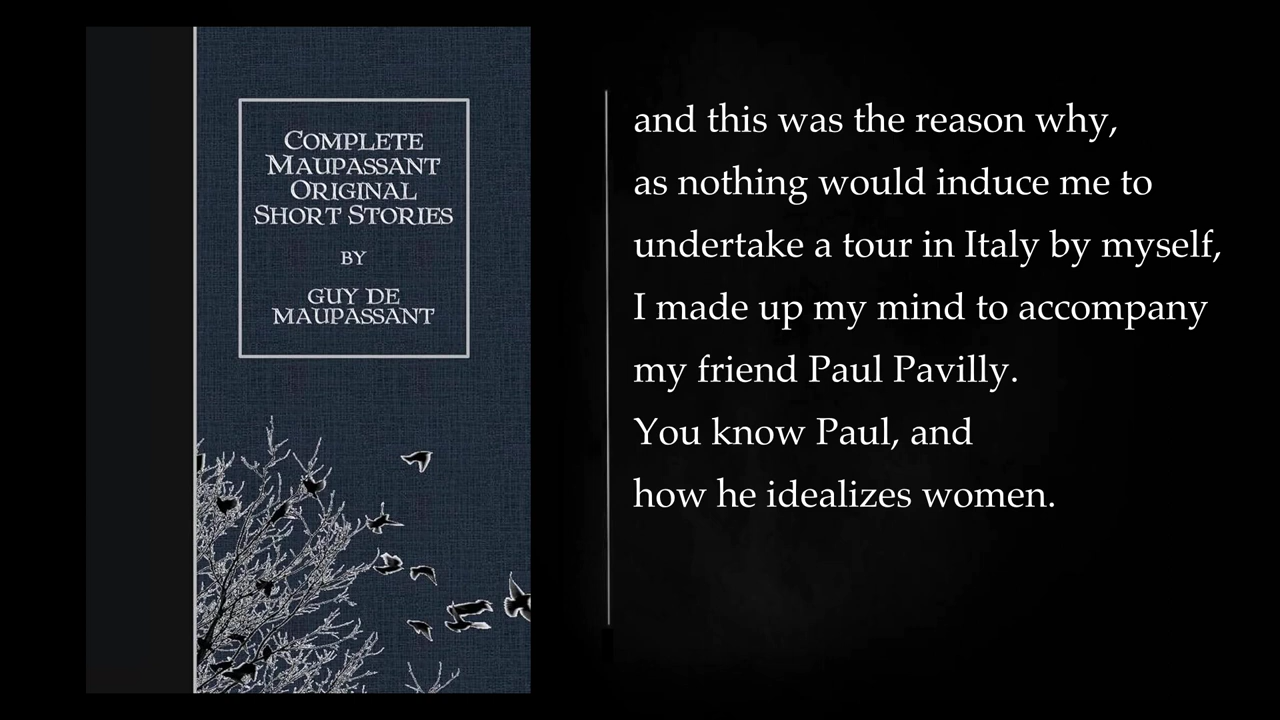 COMPLETE
MAUPASSANT
ORIGINAL
SHORT STORIES
BY
GUY DE
MAUPASSANT
and this was the reason why,
as nothing would induce me to
undertake a tour in Italy by myself,
I made up my mind to accompany
my friend Paul Pavilly.
You know Paul, and
how he idealizes women.